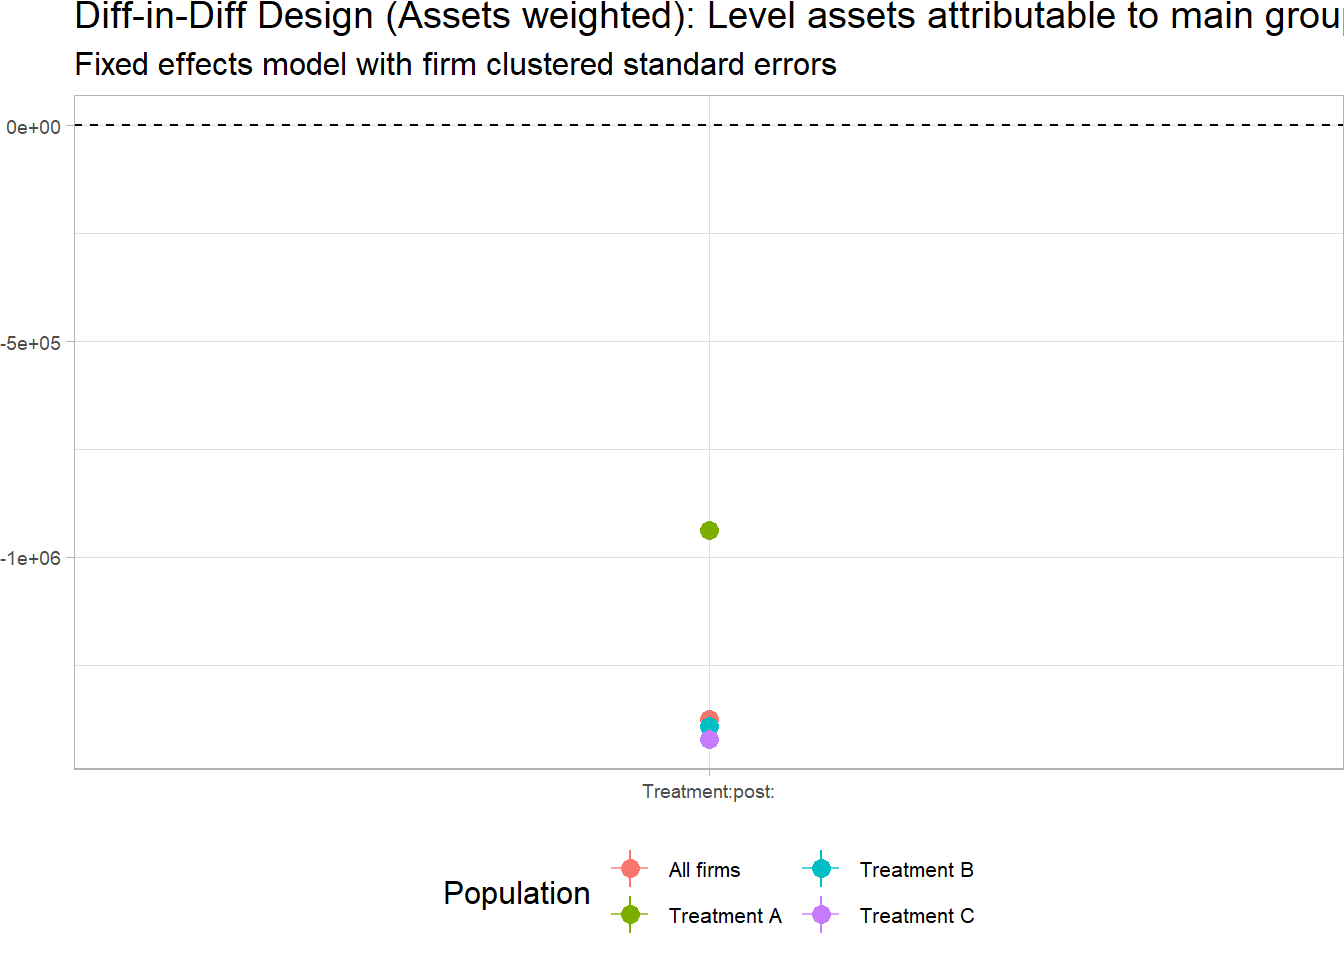 Diff-in-Diff Design (Assets weighted): Level assets attributable to main grou
Fixed effects model with firm clustered standard errors
0e+00
-5e+05
-1e+06
Treatment:post:
Population
All firms
Treatment B
Treatment A
Treatment C